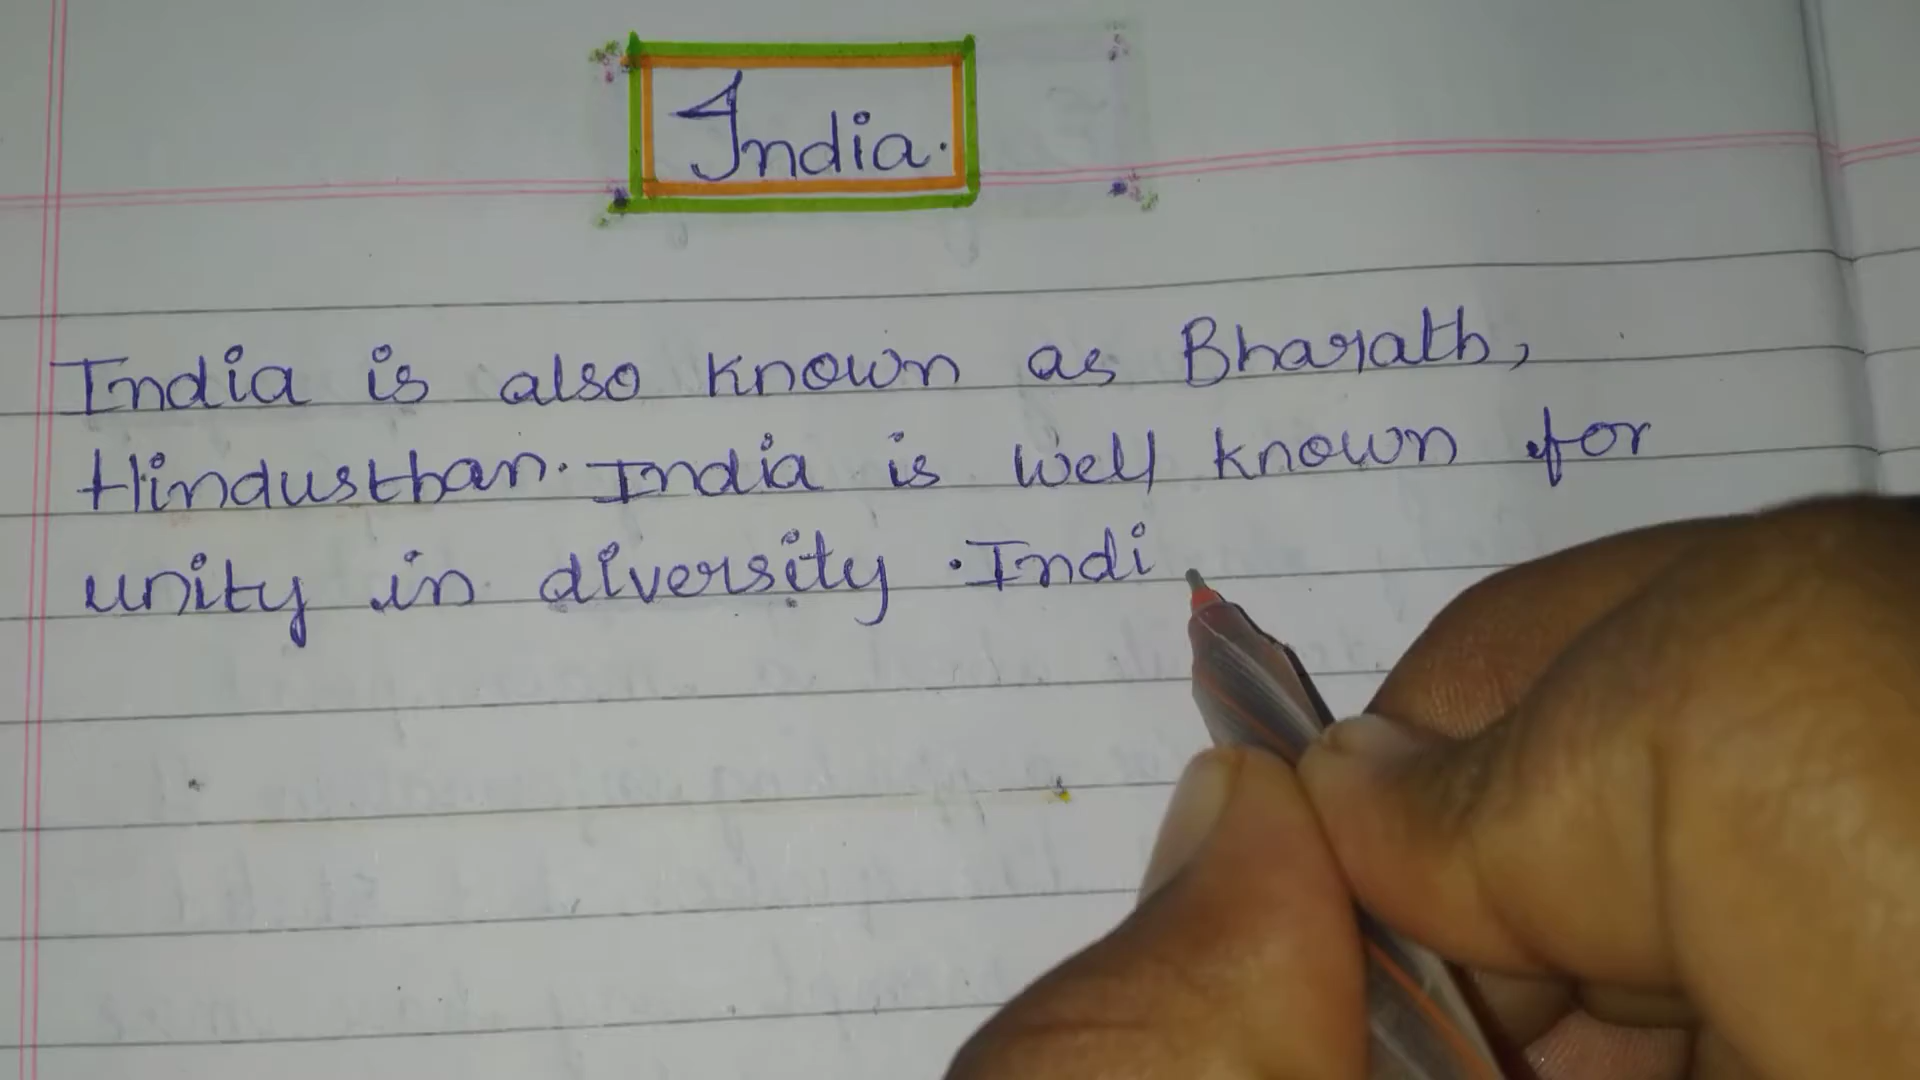 India.
India is also known as Bharath,
Hindusthan. India is well known for
unity in diversity. Indi